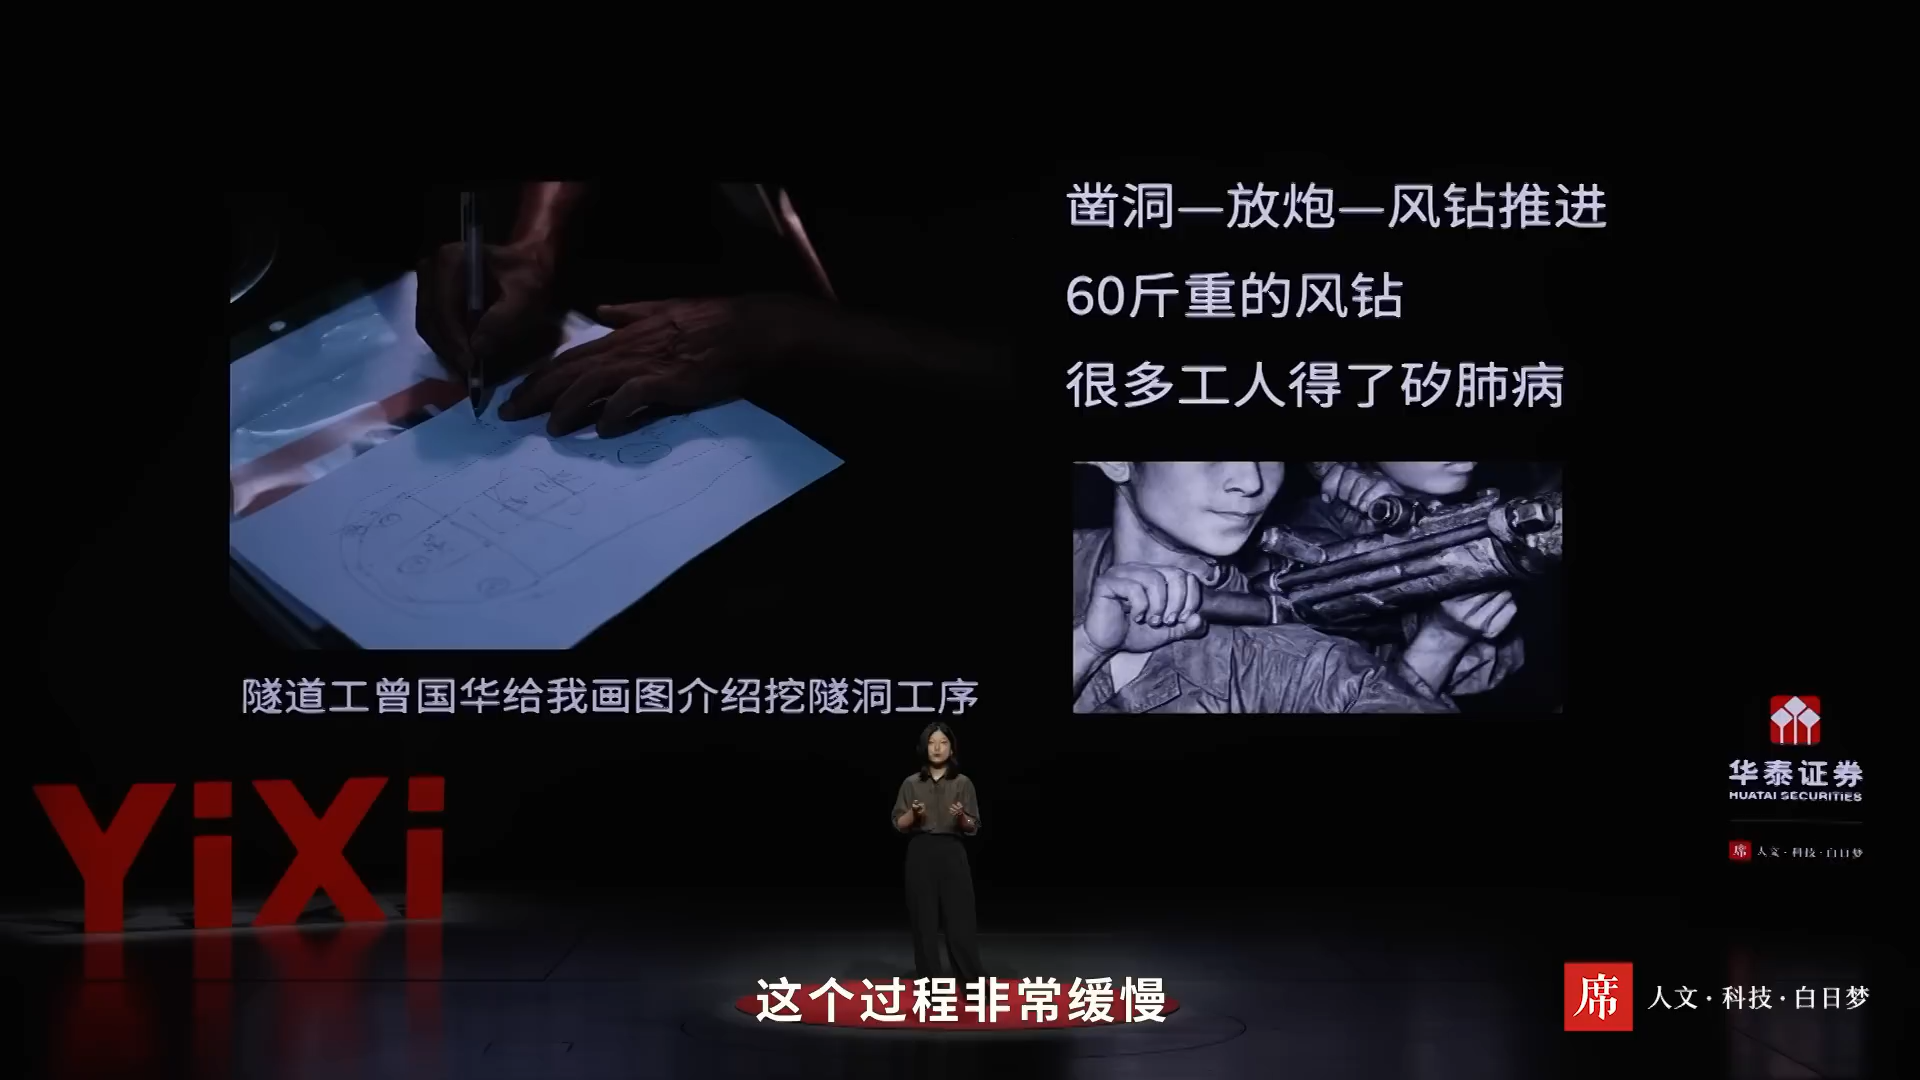 凿洞—放炮—风钻推进
60斤重的风钻
很多工人得了矽肺病
隧道工曾国华给我画图介绍挖隧洞工序
YiXi
华泰证券
HUATAI SECURITIES
席 人文·科技·白日梦
这个过程非常缓慢
席 人文·科技·白日梦